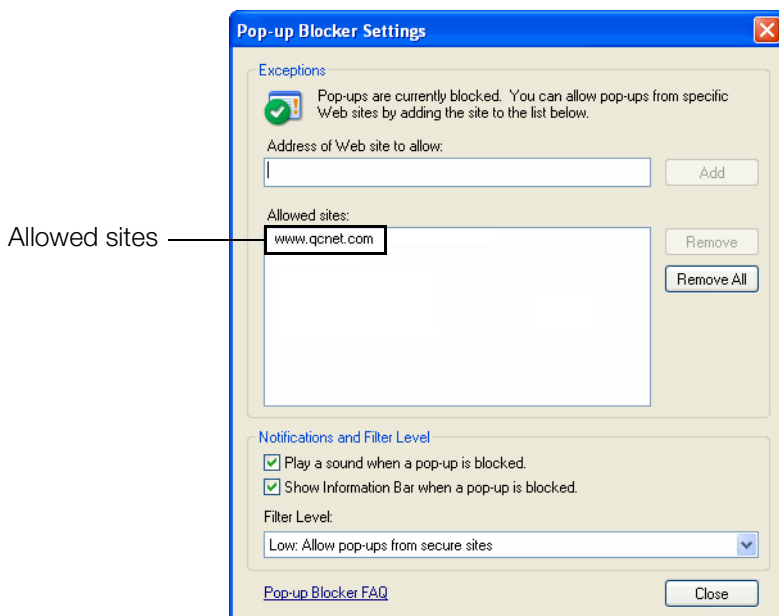 Pop-up Blocker Settings
Exceptions
Pop-ups are currently blocked. You can allow pop-ups from specific
Web sites by adding the site to the list below.
Address of Web site to allow:
Add
Allowed sites:
Allowed sites
www.qcnet.com
Remove
Remove All
Notifications and Filter Level
Play a sound when a pop-up is blocked.
Show Information Bar when a pop-up is blocked.
Filter Level:
Low: Allow pop-ups from secure sites
Pop-up Blocker FAQ
Close